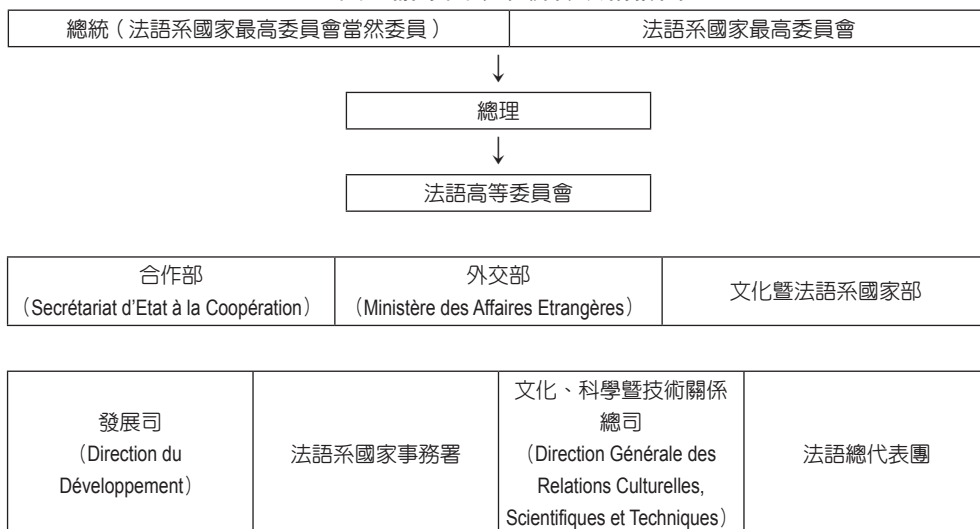 總統（法語系國家最高委員會當然委員）
法語系國家最高委員會
↓
總理
↓
法語高等委員會
合作部
（Secrétariat d'Etat à la Coopération）
外交部
（Ministère des Affaires Etrangères）
文化暨法語系國家部
發展司
（Direction du
Développement）
法語系國家事務署
文化、科學暨技術關係
總司
（Direction Générale des
Relations Culturelles,
Scientifiques et Techniques）
法語總代表團